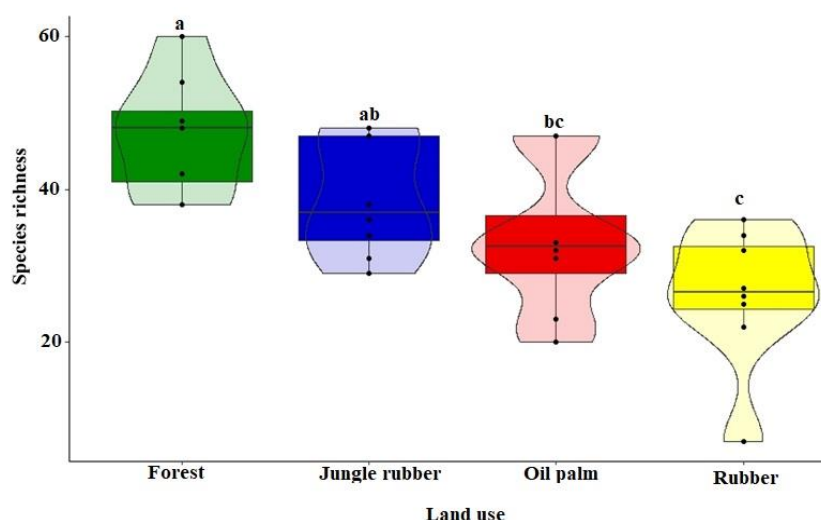 60
a
ab
bc
Species richness
40
c
20
Forest
Jungle rubber
Oil palm
Rubber
Land use